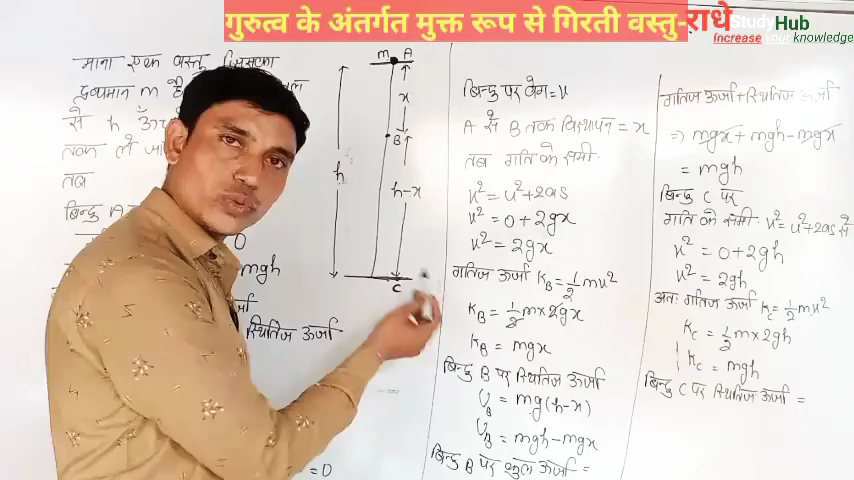 गुरुत्व के अंतर्गत मुक्त रूप से गिरती वस्तु-राधे
StudyHub
Increase your knowledge
माना एक वस्तु जिसका
द्रव्यमान m है
से h ऊँचा
तक ले जा
तब
बिन्दु A
0
mgh
र्जा
स्थितिज ऊर्जा
=0
m A
x
B
h
h-x
C
बिन्दु पर वेग=v
A से B तक विस्थापन = x
तब गति के समी.
v²= u²+2as
v²= 0+2gx
v²= 2gx
गतिज ऊर्जा K_B=1/2 mv²
K_B = 1/2 m×2gx
K_B = mgx
बिन्दु B पर स्थितिज ऊर्जा
U_B = mg(h-x)
U_B = mgh-mgx
बिन्दु B पर कुल ऊर्जा =
गतिज ऊर्जा+स्थितिज ऊर्जा
⇒ mgx+mgh-mgx
= mgh
बिन्दु C पर
गति के समी. v²=u²+2as से
v² = 0+2gh
v² = 2gh
अतः गतिज ऊर्जा K_C=1/2 mv²
K_C = 1/2 m×2gh
K_C = mgh
बिन्दु C पर स्थितिज ऊर्जा =